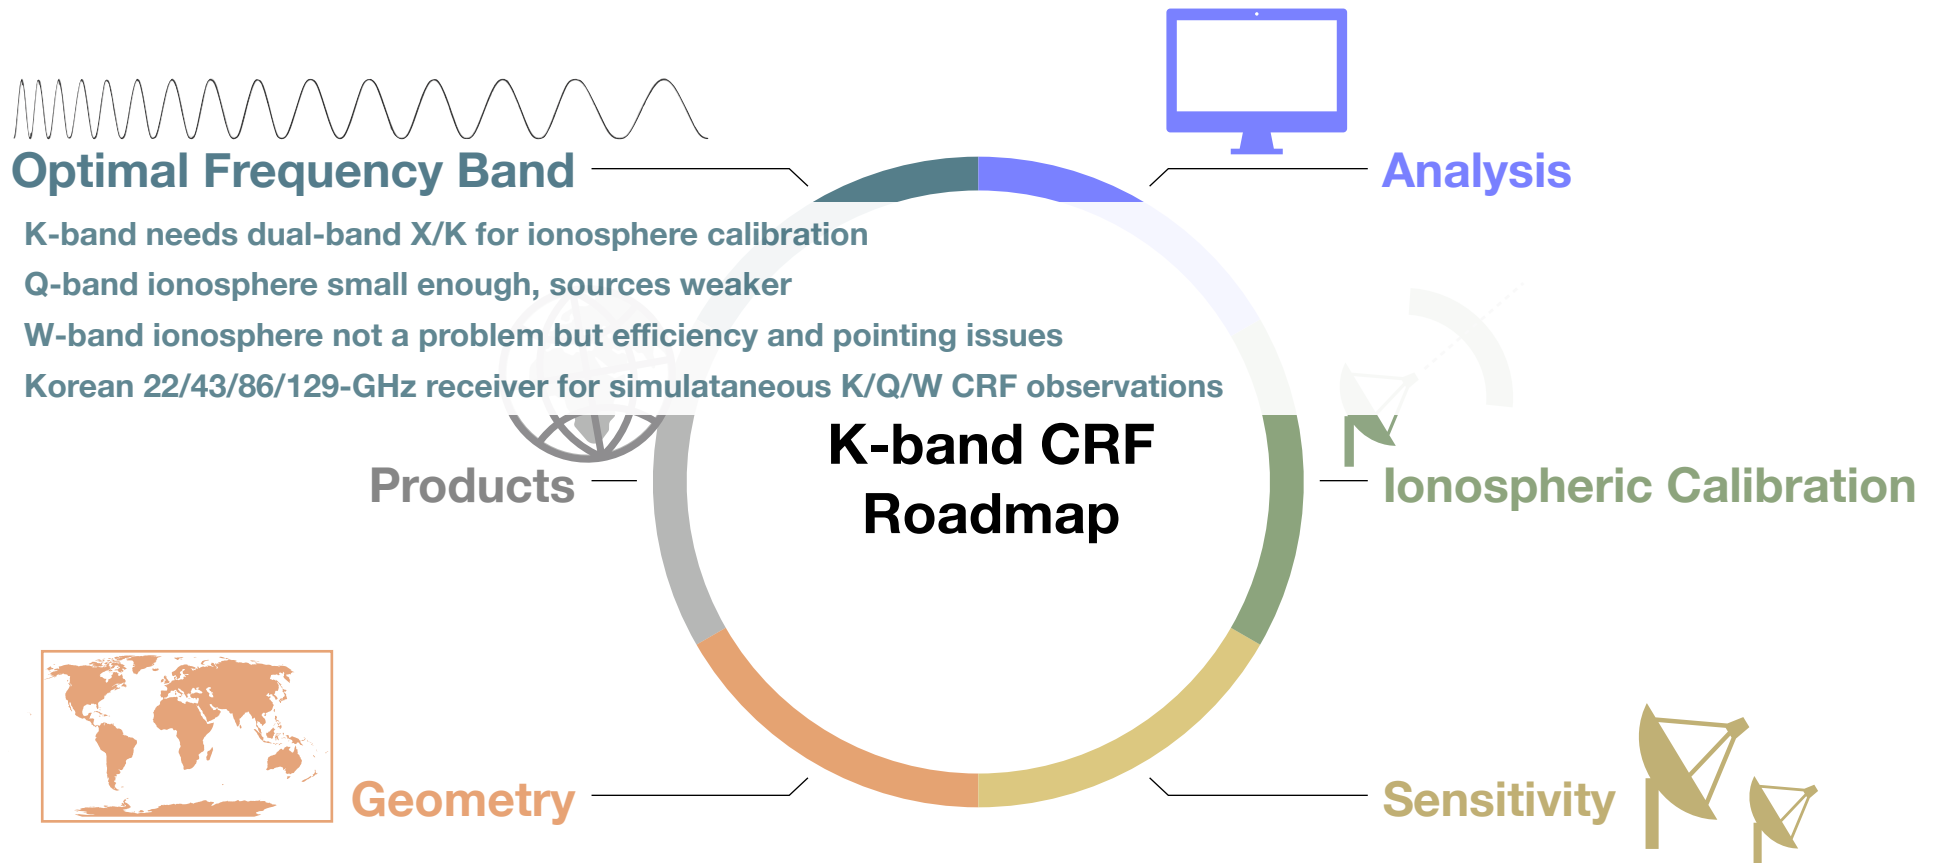 Optimal Frequency Band
Analysis
K-band needs dual-band X/K for ionosphere calibration
Q-band ionosphere small enough, sources weaker
W-band ionosphere not a problem but efficiency and pointing issues
Korean 22/43/86/129-GHz receiver for simulataneous K/Q/W CRF observations
K-band CRF
Roadmap
Products
Ionospheric Calibration
Geometry
Sensitivity